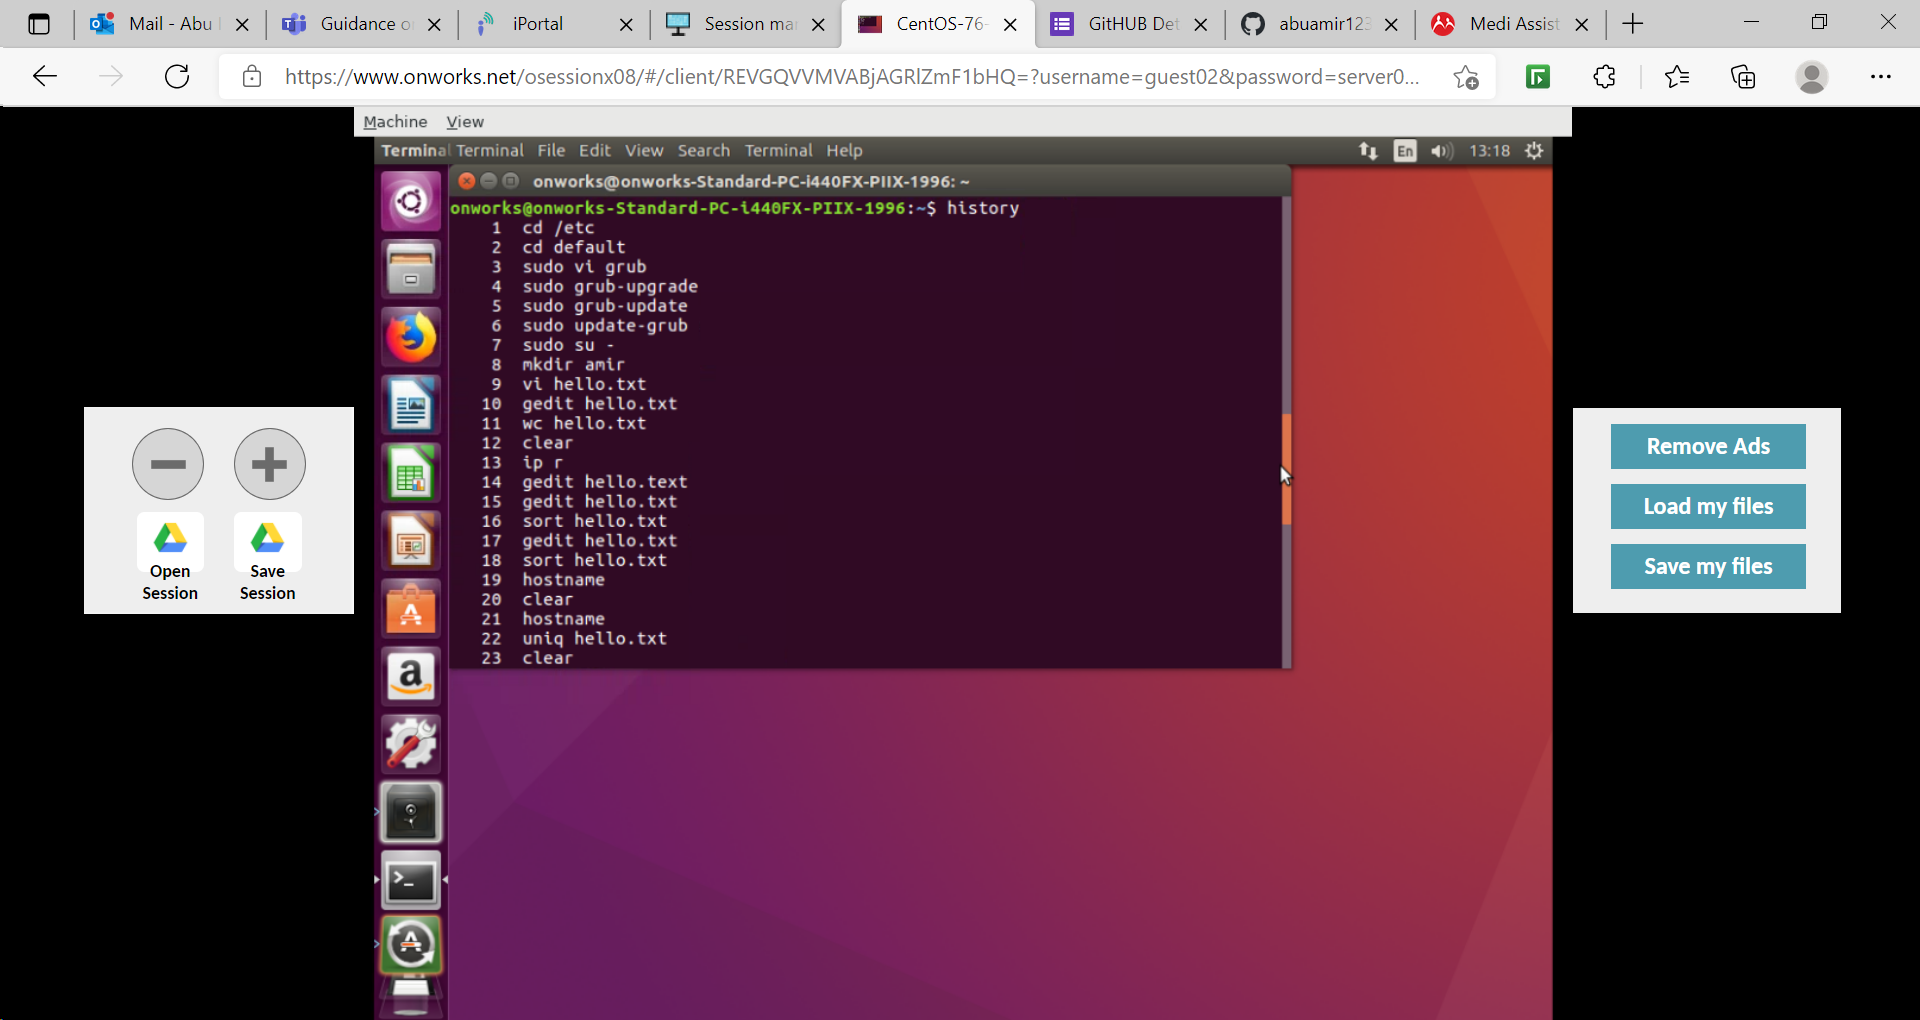 Mail - Abu
Guidance o
iPortal
Session ma
CentOS-76-
GitHUB Det
abuamir123
Medi Assist
https://www.onworks.net/osessionx08/#/client/REVGQVVMVABjAGRlZmF1bHQ=?username=guest02&password=server0...
Machine View
Terminal Terminal File Edit View Search Terminal Help
En 13:18
onworks@onworks-Standard-PC-i440FX-PIIX-1996: ~
onworks@onworks-Standard-PC-i440FX-PIIX-1996:~$ history
1 cd /etc
2 cd default
3 sudo vi grub
4 sudo grub-upgrade
5 sudo grub-update
6 sudo update-grub
7 sudo su -
8 mkdir amir
9 vi hello.txt
10 gedit hello.txt
11 wc hello.txt
12 clear
13 ip r
14 gedit hello.text
15 gedit hello.txt
16 sort hello.txt
17 gedit hello.txt
18 sort hello.txt
19 hostname
20 clear
21 hostname
22 uniq hello.txt
23 clear
Open Session
Save Session
Remove Ads
Load my files
Save my files